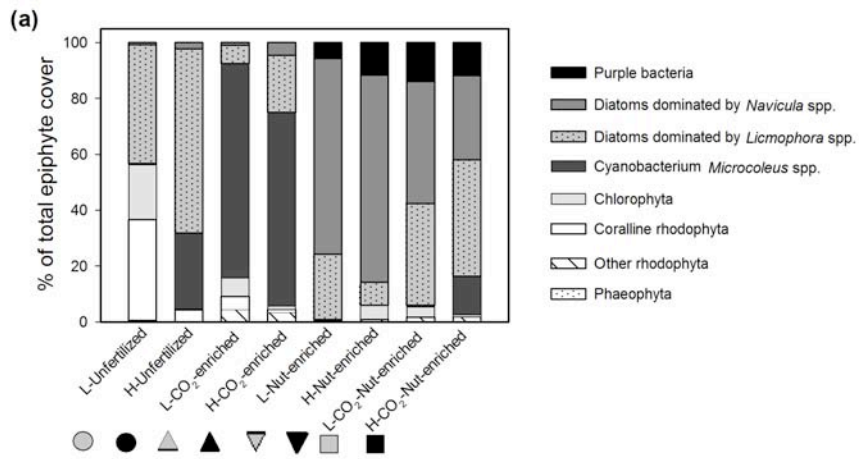 (a)
% of total epiphyte cover
100
80
60
40
20
0
L-Unfertilized
H-Unfertilized
L-CO₂-enriched
H-CO₂-enriched
L-Nut-enriched
H-Nut-enriched
L-CO₂-Nut-enriched
H-CO₂-Nut-enriched
Purple bacteria
Diatoms dominated by Navicula spp.
Diatoms dominated by Licmophora spp.
Cyanobacterium Microcoleus spp.
Chlorophyta
Coralline rhodophyta
Other rhodophyta
Phaeophyta